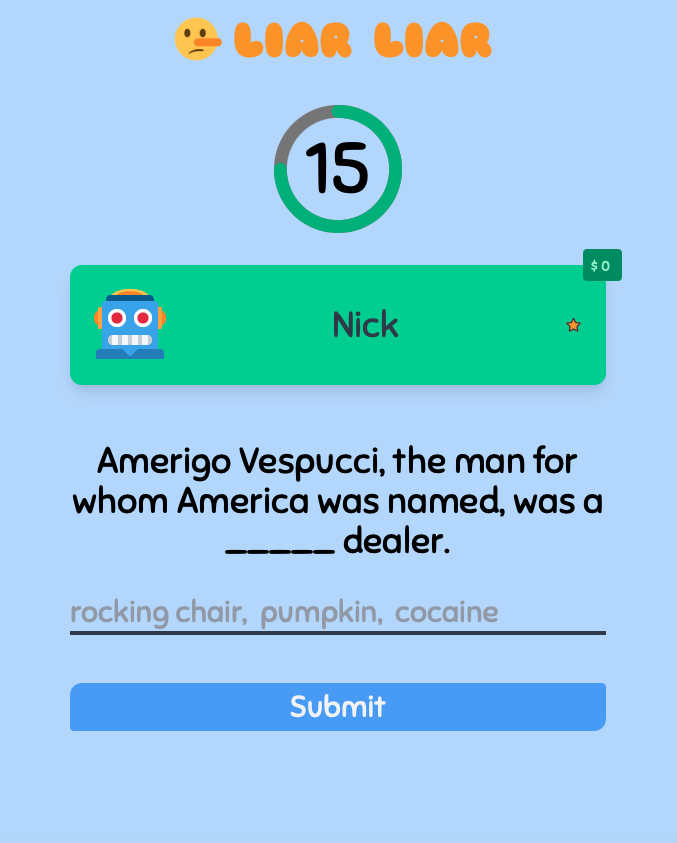 LIAR LIAR
15
$ 0
Nick
Amerigo Vespucci, the man for
whom America was named, was a
_____ dealer.
rocking chair, pumpkin, cocaine
Submit